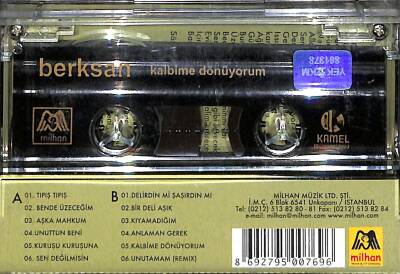 berksan
kalbime dönüyorum
YEK KM
milhan
KAMEL
A
01. TIPIŞ TIPIŞ
02. BENDE ÜZECEĞİM
03. AŞKA MAHKUM
04. UNUTTUN BENİ
05. KURUŞU KURUŞUNA
06. SEN DEĞİLMİSİN
B
01. DELİRDİN Mİ ŞAŞIRDIN MI
02. BİR DELİ AŞIK
03. KIYAMADIĞIM
04. ANLAMAN GEREK
05. KALBİME DÖNÜYORUM
06. UNUTAMAM (REMIX)
MİLHAN MÜZİK LTD. ŞTİ.
İ.M.Ç. 6 Blok 6541 Unkapanı / İSTANBUL
Tel: (0212) 513 82 80 - 81 Fax: (0212) 513 82 84
e-mail: milhan@milhan.com www.milhan.com
8 692795 007696
milhan